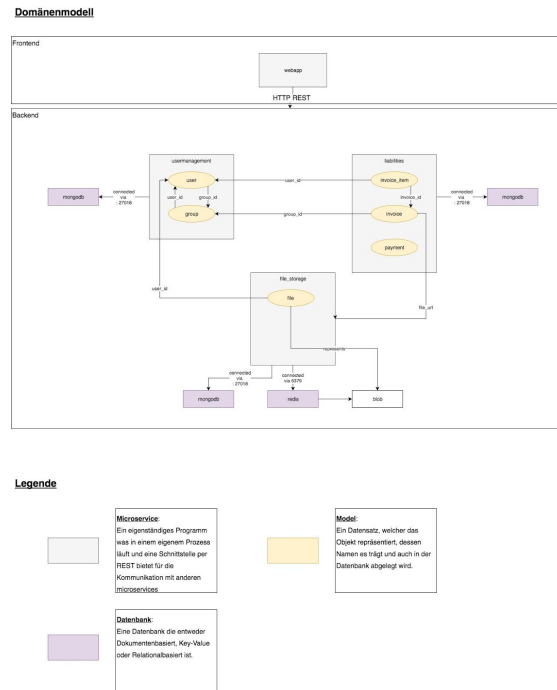 Domänenmodell
Frontend
webapp
HTTP REST
Backend
usermanagement
liabilities
user
user_id
invoice_item
mongodb
connected
via
: 27018
user_id
group_id
invoice_id
connected
via
: 27018
mongodb
group
group_id
invoice
payment
file_storage
user_id
file
file_url
represents
connected
via
: 27018
connected
via 6379
mongodb
redis
blob
Legende
Microservice:
Ein eigenständiges Programm
was in einem eigenem Prozess
läuft und eine Schnittstelle per
REST bietet für die
Kommunikation mit anderen
microservices
Model:
Ein Datensatz, welcher das
Objekt repräsentiert, dessen
Namen es trägt und auch in der
Datenbank abgelegt wird.
Datenbank:
Eine Datenbank die entweder
Dokumentenbasiert, Key-Value
oder Relationalbasiert ist.